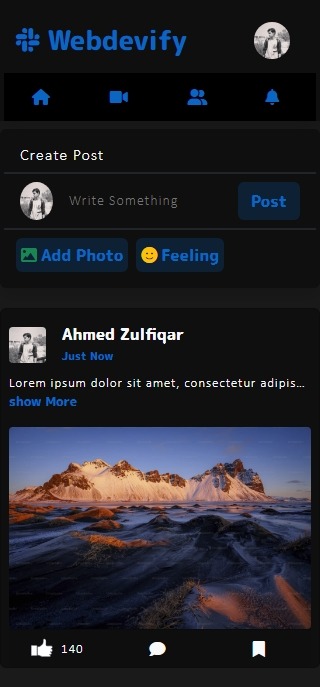 Webdevify
Create Post
Write Something
Post
Add Photo
Feeling
Ahmed Zulfiqar
Just Now
Lorem ipsum dolor sit amet, consectetur adipis...
show More
140